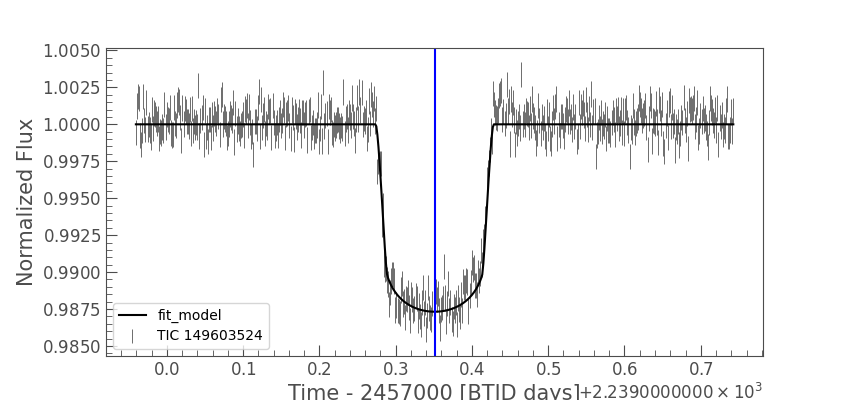 1.0050
1.0025
1.0000
0.9975
0.9950
0.9925
0.9900
0.9875
0.9850
Normalized Flux
fit_model
TIC 149603524
0.0 0.1 0.2 0.3 0.4 0.5 0.6 0.7
Time - 2457000 [BTJD days]
+2.2390000000 × 10³